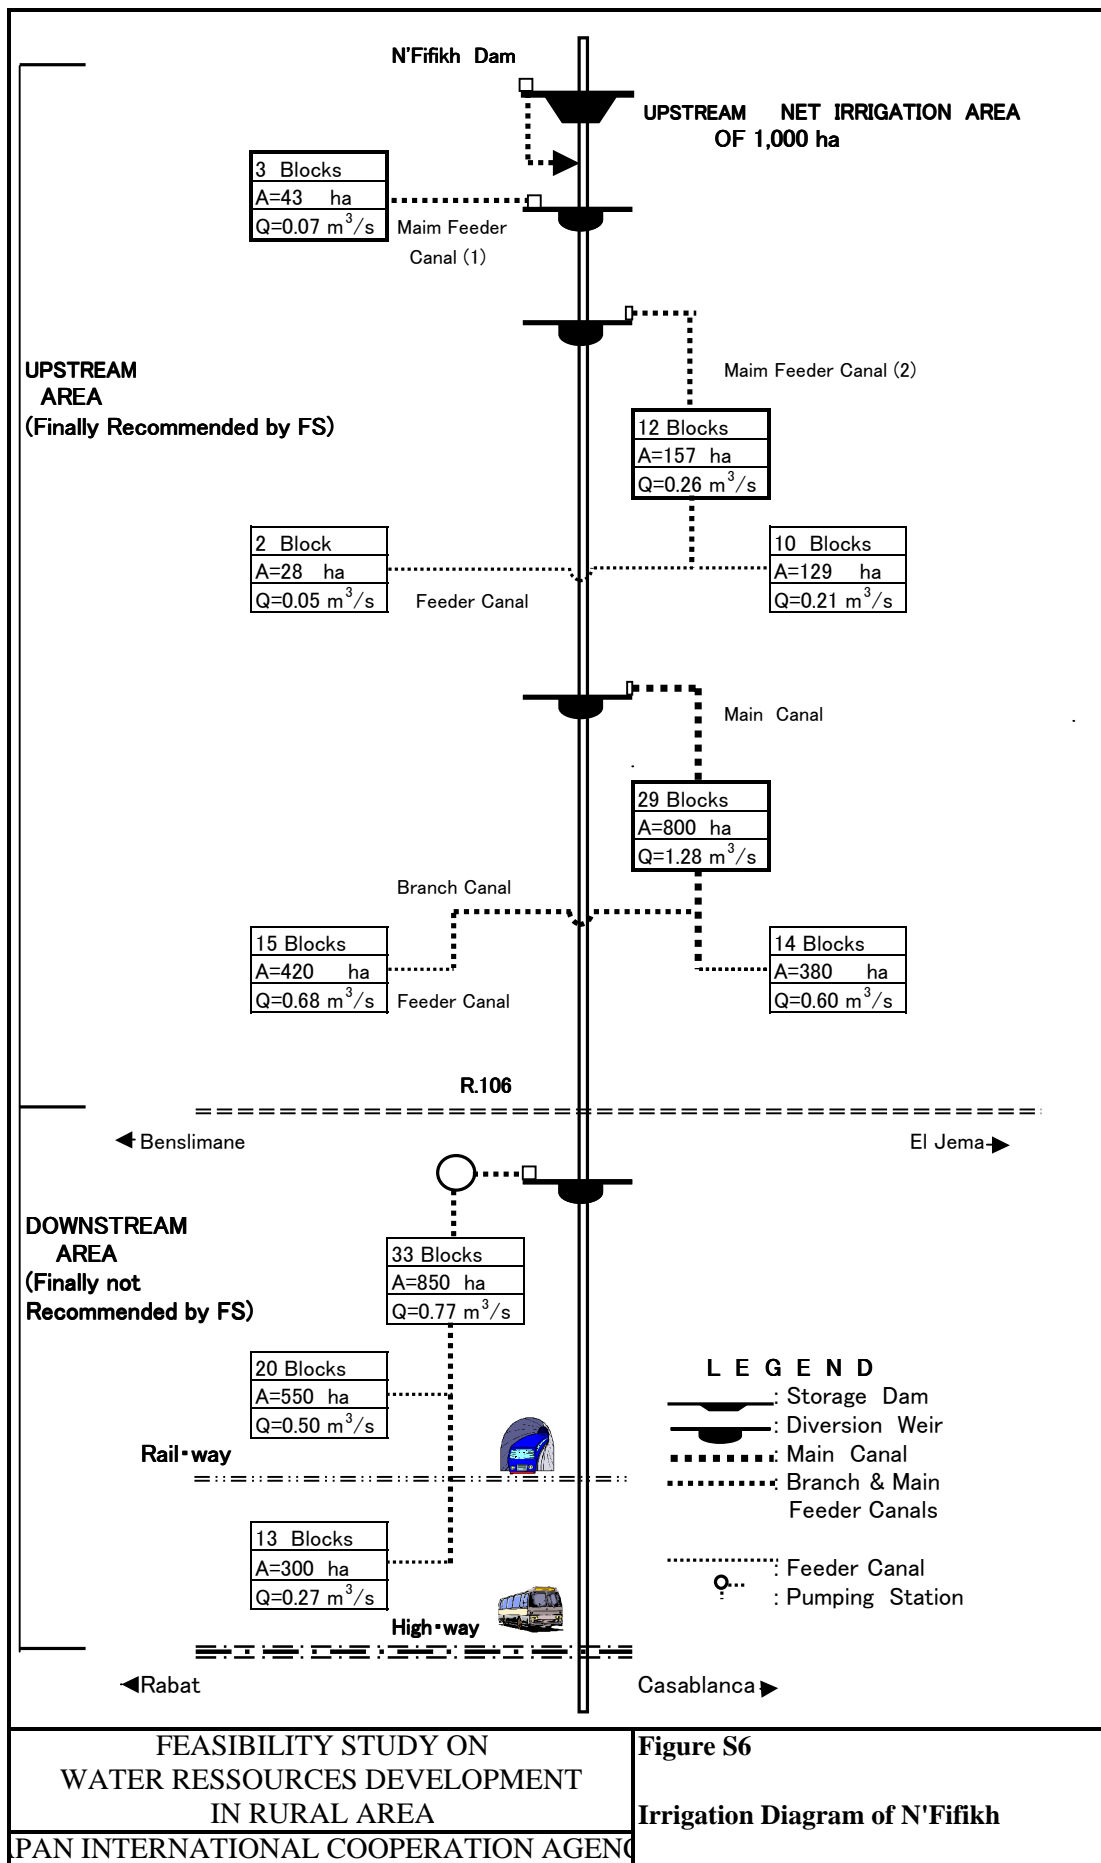 N'Fifikh Dam
UPSTREAM NET IRRIGATION AREA
OF 1,000 ha
3 Blocks
A=43 ha
Q=0.07 m³/s
Maim Feeder
Canal (1)
UPSTREAM
AREA
(Finally Recommended by FS)
Maim Feeder Canal (2)
12 Blocks
A=157 ha
Q=0.26 m³/s
2 Block
A=28 ha
Q=0.05 m³/s
Feeder Canal
10 Blocks
A=129 ha
Q=0.21 m³/s
Main Canal
29 Blocks
A=800 ha
Q=1.28 m³/s
Branch Canal
15 Blocks
A=420 ha
Q=0.68 m³/s
Feeder Canal
14 Blocks
A=380 ha
Q=0.60 m³/s
R.106
Benslimane
El Jema
DOWNSTREAM
AREA
(Finally not
Recommended by FS)
33 Blocks
A=850 ha
Q=0.77 m³/s
20 Blocks
A=550 ha
Q=0.50 m³/s
Rail・way
13 Blocks
A=300 ha
Q=0.27 m³/s
High・way
Rabat
Casablanca
L E G E N D
: Storage Dam
: Diversion Weir
: Main Canal
: Branch & Main
Feeder Canals
: Feeder Canal
: Pumping Station
FEASIBILITY STUDY ON
WATER RESSOURCES DEVELOPMENT
IN RURAL AREA
APAN INTERNATIONAL COOPERATION AGENC
Figure S6
Irrigation Diagram of N'Fifikh